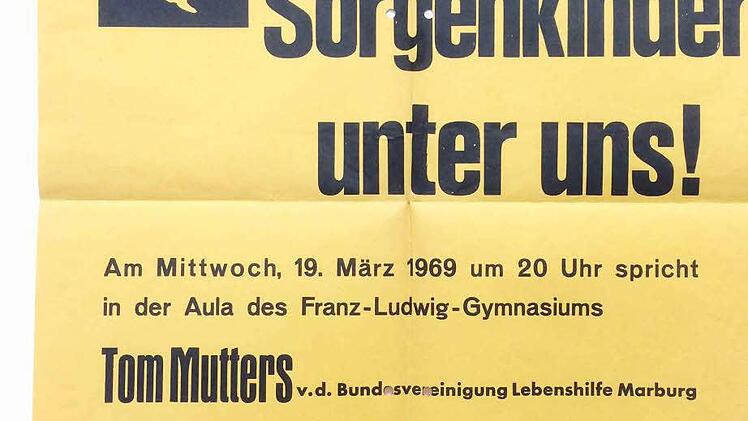 Sorgenkinder
unter uns!
Am Mittwoch, 19. März 1969 um 20 Uhr spricht
in der Aula des Franz-Ludwig-Gymnasiums
Tom Mutters v.d. Bundesvereinigung Lebenshilfe Marburg